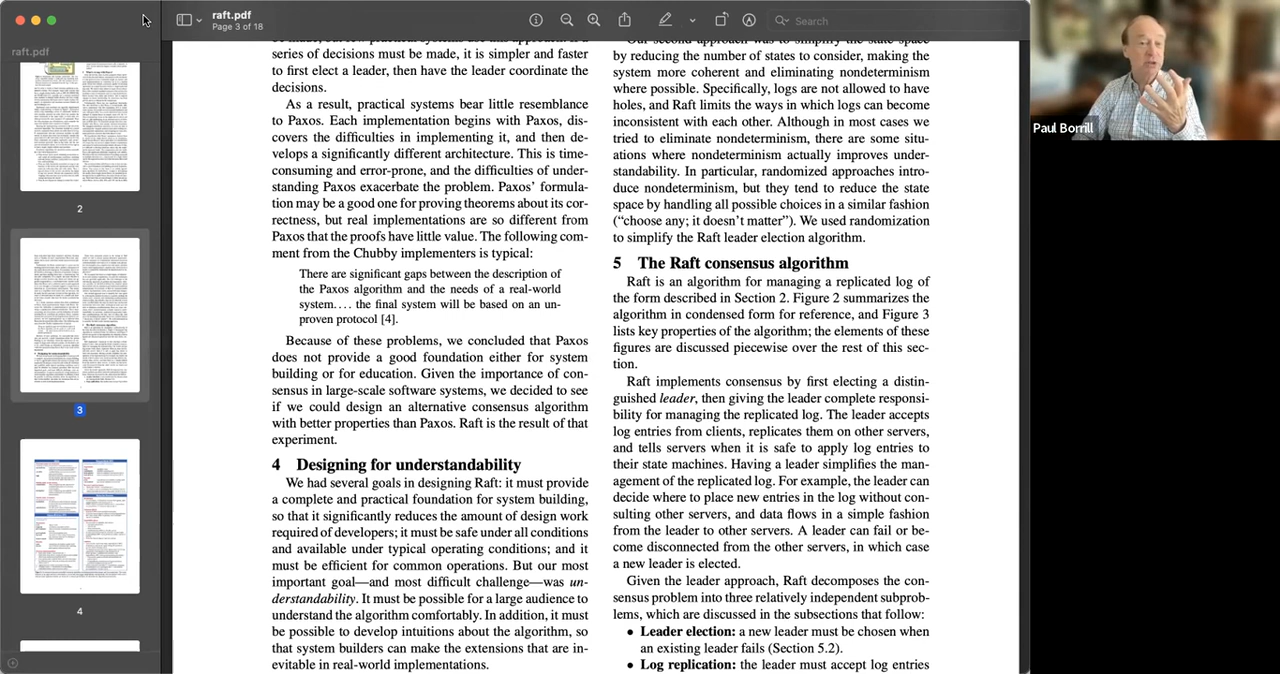 raft.pdf
Page 3 of 18
Search
raft.pdf
2
3
4
series of decisions must be made, it is simpler and faster
to first elect a leader, then have the leader coordinate the
decisions.
As a result, practical systems bear little resemblance
to Paxos. Each implementation begins with Paxos, dis-
covers the difficulties in implementing it, and then de-
velops a significantly different architecture. This is time-
consuming and error-prone, and the difficulties of under-
standing Paxos exacerbate the problem. Paxos' formula-
tion may be a good one for proving theorems about its cor-
rectness, but real implementations are so different from
Paxos that the proofs have little value. The following com-
ment from the Chubby implementers is typical:
There are significant gaps between the description of
the Paxos algorithm and the needs of a real-world
system. . . . the final system will be based on an un-
proven protocol [4].
Because of these problems, we concluded that Paxos
does not provide a good foundation either for system
building or for education. Given the importance of con-
sensus in large-scale software systems, we decided to see
if we could design an alternative consensus algorithm
with better properties than Paxos. Raft is the result of that
experiment.
4 Designing for understandability
We had several goals in designing Raft: it must provide
a complete and practical foundation for system building,
so that it significantly reduces the amount of design work
required of developers; it must be safe under all conditions
and available under typical operating conditions; and it
must be efficient for common operations. But our most
important goal—and most difficult challenge—was un-
derstandability. It must be possible for a large audience to
understand the algorithm comfortably. In addition, it must
be possible to develop intuitions about the algorithm, so
that system builders can make the extensions that are in-
evitable in real-world implementations.
by reducing the number of states to consider, making the
system more coherent and eliminating nondeterminism
where possible. Specifically, logs are not allowed to have
holes, and Raft limits the ways in which logs can become
inconsistent with each other. Although in most cases we
tried to eliminate nondeterminism, there are some situ-
ations where nondeterminism actually improves under-
standability. In particular, randomized approaches intro-
duce nondeterminism, but they tend to reduce the state
space by handling all possible choices in a similar fashion
(“choose any; it doesn't matter”). We used randomization
to simplify the Raft leader election algorithm.
5 The Raft consensus algorithm
Raft is an algorithm for managing a replicated log of
the form described in Section 2. Figure 2 summarizes the
algorithm in condensed form for reference, and Figure 3
lists key properties of the algorithm; the elements of these
figures are discussed piecewise over the rest of this sec-
tion.
Raft implements consensus by first electing a distin-
guished leader, then giving the leader complete responsi-
bility for managing the replicated log. The leader accepts
log entries from clients, replicates them on other servers,
and tells servers when it is safe to apply log entries to
their state machines. Having a leader simplifies the man-
agement of the replicated log. For example, the leader can
decide where to place new entries in the log without con-
sulting other servers, and data flows in a simple fashion
from the leader to other servers. A leader can fail or be-
come disconnected from the other servers, in which case
a new leader is elected.
Given the leader approach, Raft decomposes the con-
sensus problem into three relatively independent subprob-
lems, which are discussed in the subsections that follow:
• Leader election: a new leader must be chosen when
an existing leader fails (Section 5.2).
• Log replication: the leader must accept log entries
Paul Borrill